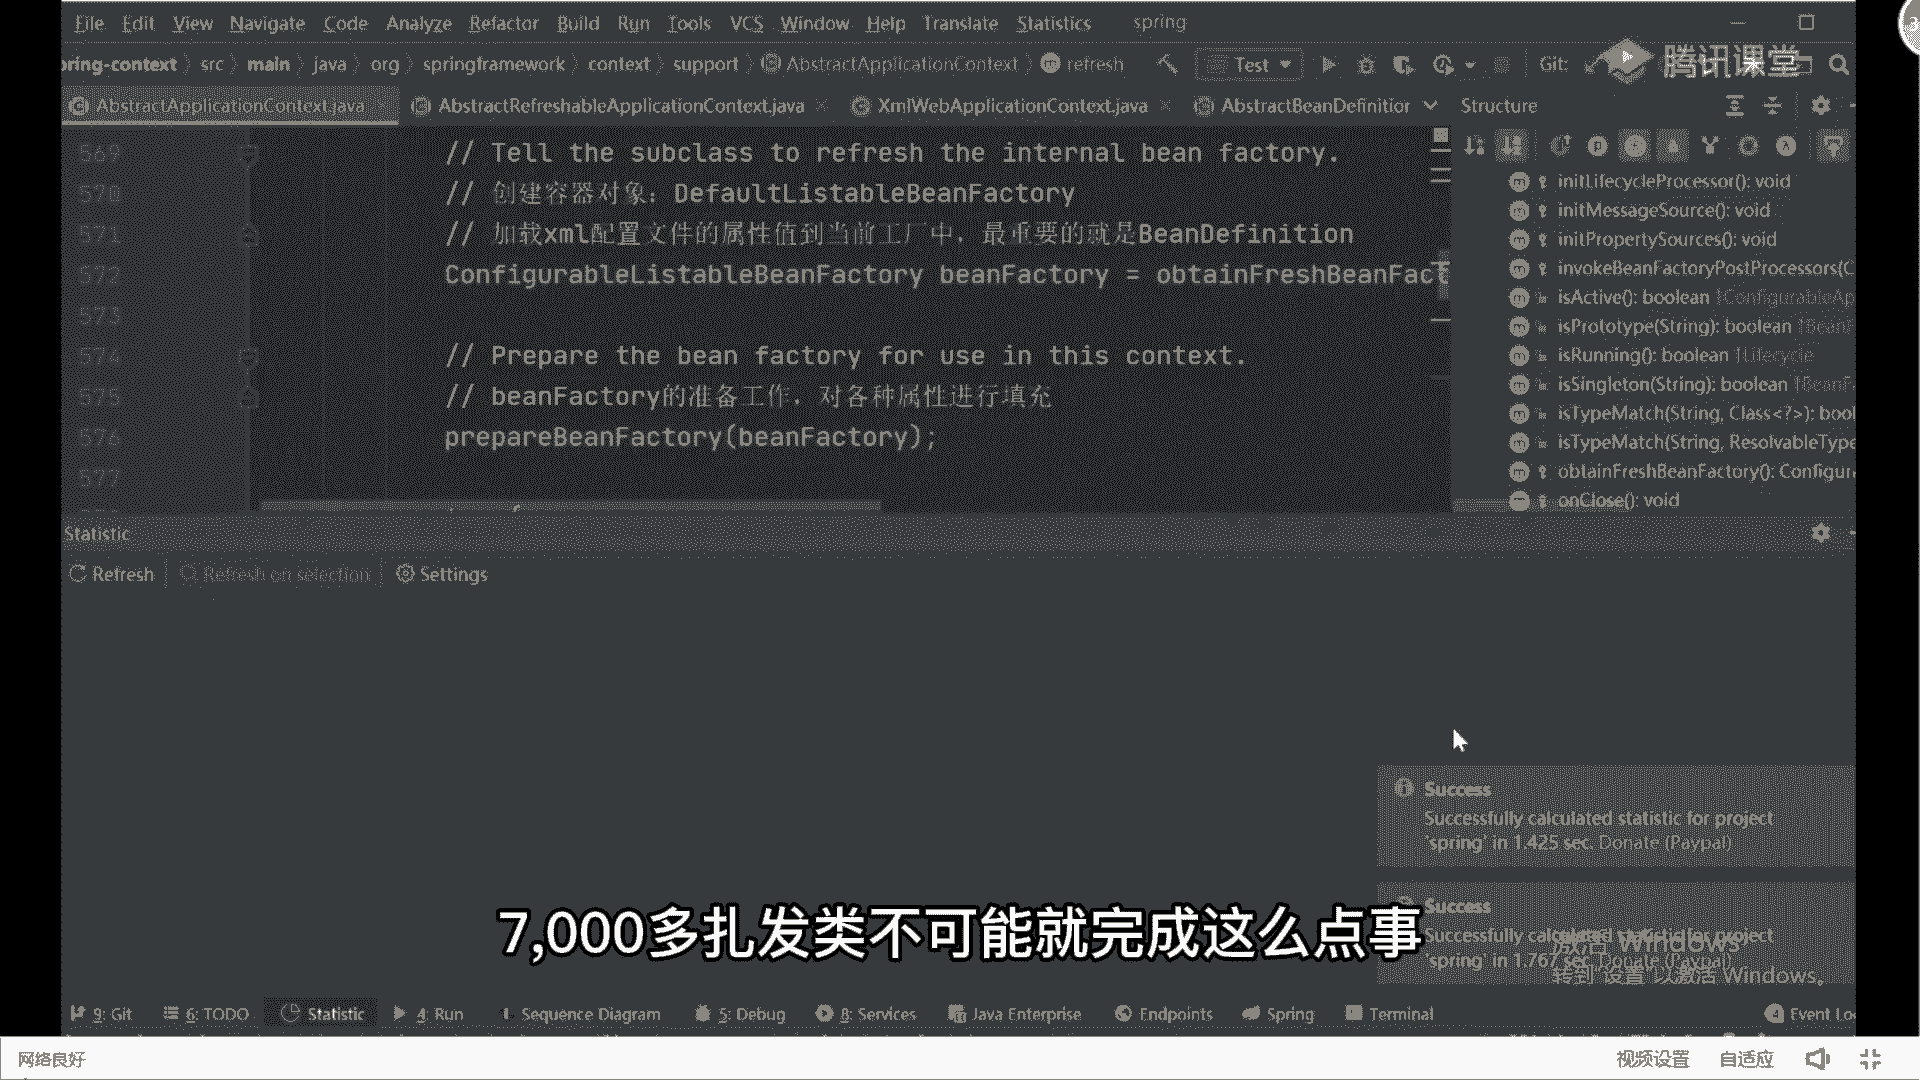 File Edit View Navigate Code Analyze Refactor Build Run Tools VCS Window Help Translate Statistics spring
pring-context src main java org springframework context support AbstractApplicationContext refresh Test Git: 腾讯课堂
AbstractApplicationContext.java AbstractRefreshableApplicationContext.java XmlWebApplicationContext.java AbstractBeanDefinitior Structure
569 // Tell the subclass to refresh the internal bean factory.
570 // 创建容器对象：DefaultListableBeanFactory
571 // 加载xml配置文件的属性值到当前工厂中，最重要的就是BeanDefinition
572 ConfigurableListableBeanFactory beanFactory = obtainFreshBeanFact
573
574 // Prepare the bean factory for use in this context.
575 // beanFactory的准备工作，对各种属性进行填充
576 prepareBeanFactory(beanFactory);
577
initLifecycleProcessor(): void
initMessageSource(): void
initPropertySources(): void
invokeBeanFactoryPostProcessors(C
isActive(): boolean ↑ConfigurableAp
isPrototype(String): boolean ↑BeanF
isRunning(): boolean ↑Lifecycle
isSingleton(String): boolean ↑BeanF
isTypeMatch(String, Class<?>): bool
isTypeMatch(String, ResolvableType
obtainFreshBeanFactory(): Configur
onClose(): void
Statistic
Refresh Refresh on selection Settings
Success
Successfully calculated statistic for project
'spring' in 1.425 sec. Donate (Paypal)
Success
Successfully calculated statistic for project
'spring' in 1.767 sec. Donate (Paypal)
激活 Windows
转到"设置"以激活 Windows。
7,000多扎发类不可能就完成这么点事
9: Git 6: TODO Statistic 4: Run Sequence Diagram 5: Debug 8: Services Java Enterprise Endpoints Spring Terminal 4 Event Lo
网络良好 视频设置 自适应